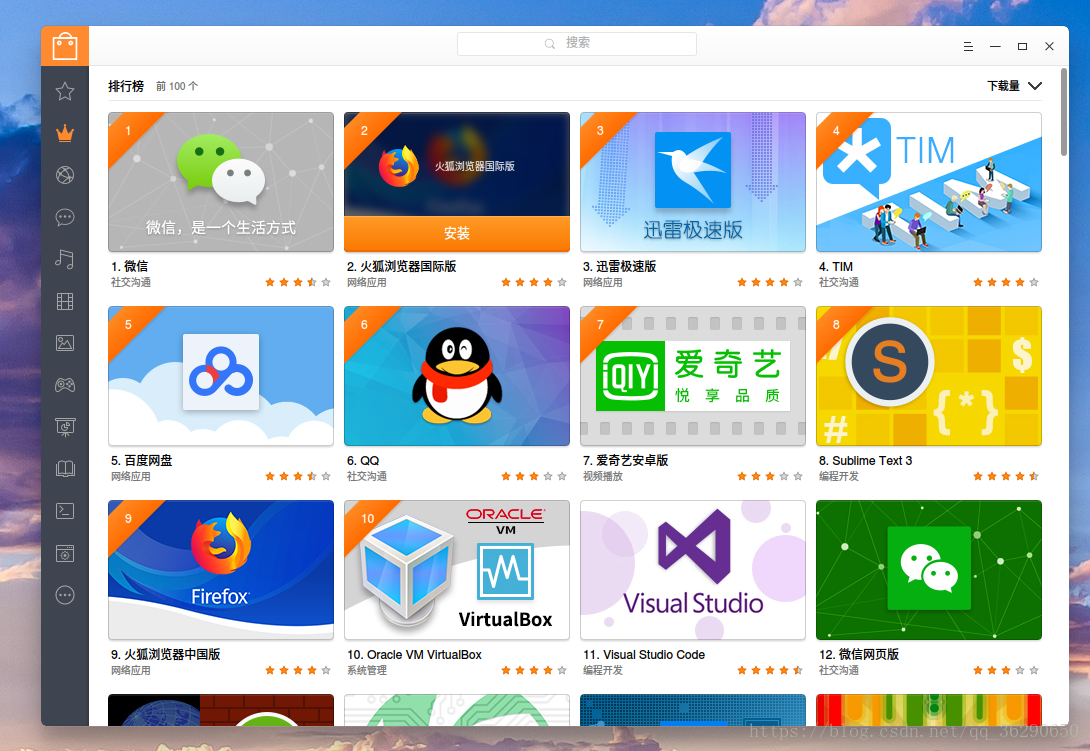 搜索
排行榜 前 100 个
下载量
1
微信，是一个生活方式
2
火狐浏览器国际版
安装
3
迅雷极速版
4
TIM
1. 微信
社交沟通
2. 火狐浏览器国际版
网络应用
3. 迅雷极速版
网络应用
4. TIM
社交沟通
5
6
7
QIY
爱奇艺
悦享品质
8
S
$
{*}
#
5. 百度网盘
网络应用
6. QQ
社交沟通
7. 爱奇艺安卓版
视频播放
8. Sublime Text 3
编程开发
9
Firefox
10
ORACLE
VM
VirtualBox
Visual Studio
9. 火狐浏览器中国版
网络应用
10. Oracle VM VirtualBox
系统管理
11. Visual Studio Code
编程开发
12. 微信网页版
社交沟通
https://blog.csdn.net/qq_36290650